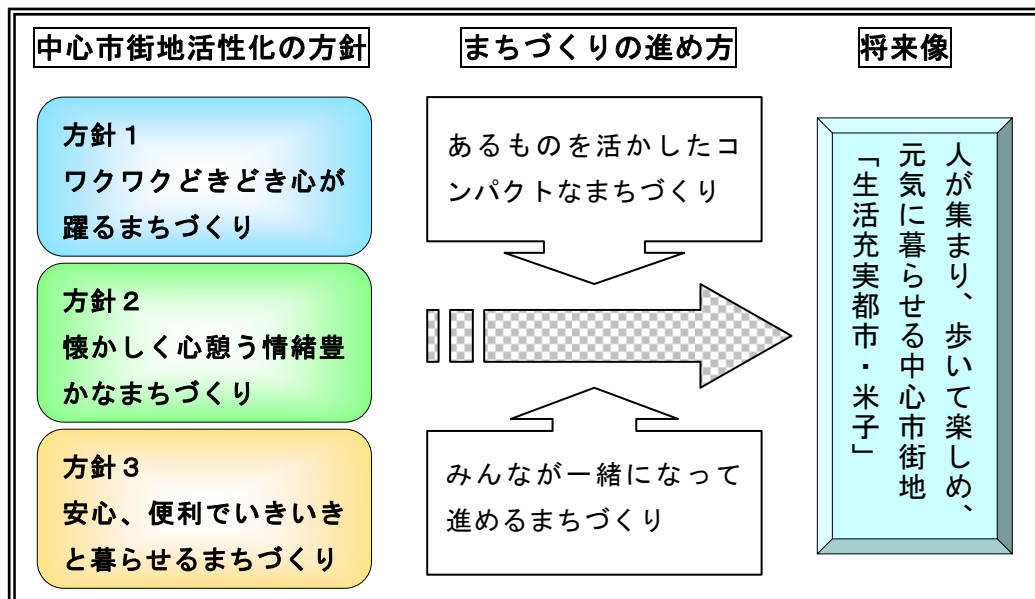 中心市街地活性化の方針
まちづくりの進め方
将来像
方針１
ワクワクどきどき心が
躍るまちづくり
方針２
懐かしく心憩う情緒豊
かなまちづくり
方針３
安心、便利でいきいき
と暮らせるまちづくり
あるものを活かしたコ
ンパクトなまちづくり
みんなが一緒になって
進めるまちづくり
人が集まり、歩いて楽しめ、
元気に暮らせる中心市街地
「生活充実都市・米子」